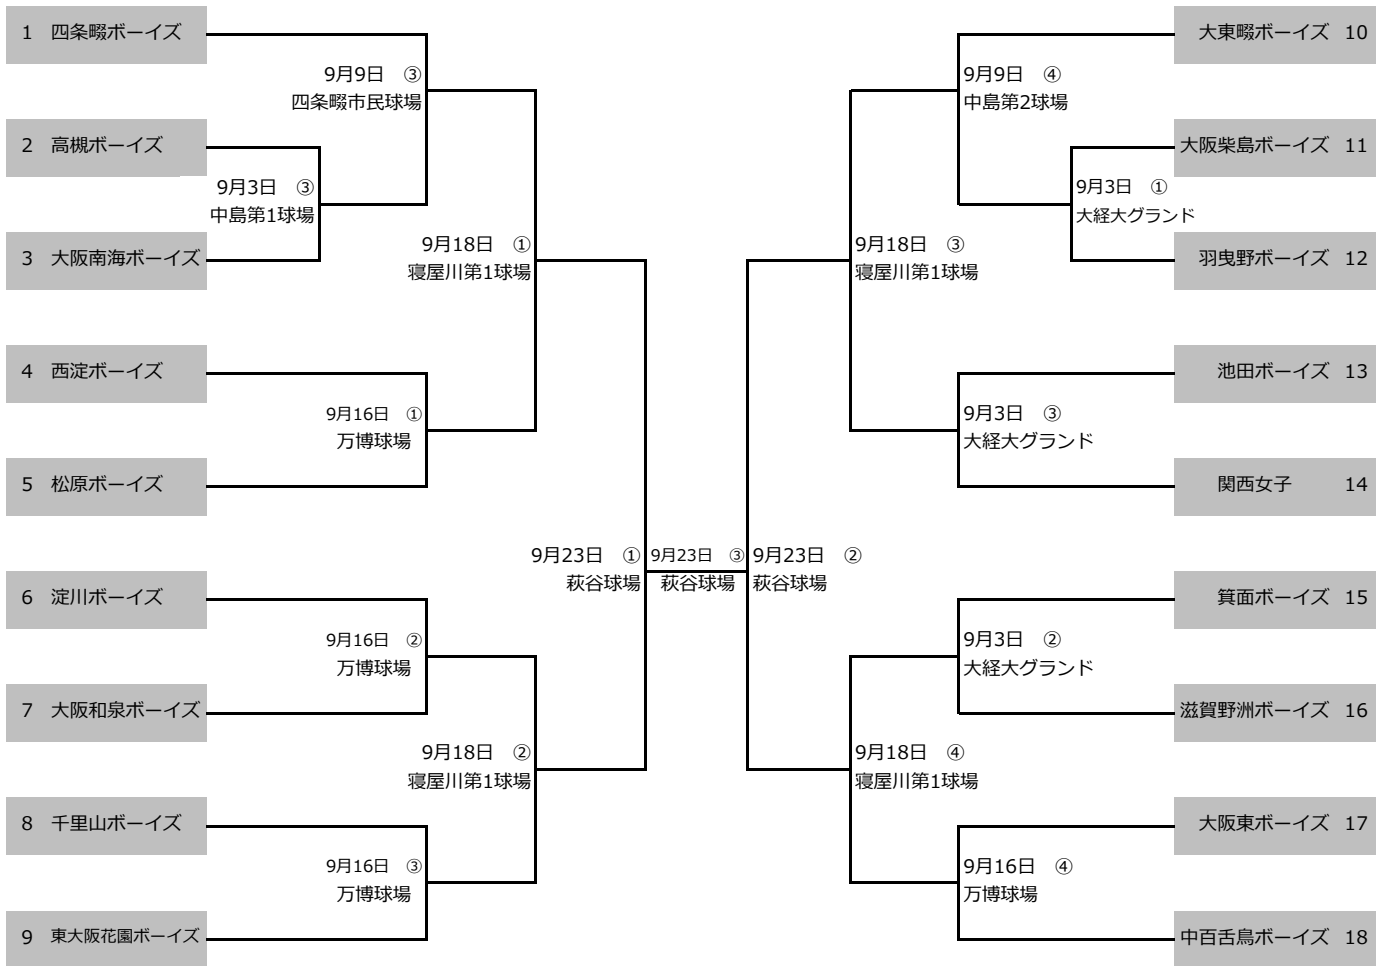 1 四条畷ボーイズ
9月9日 ③
四条畷市民球場
2 高槻ボーイズ
9月3日 ③
中島第1球場
3 大阪南海ボーイズ
9月18日 ①
寝屋川第1球場
4 西淀ボーイズ
9月16日 ①
万博球場
5 松原ボーイズ
9月23日 ①
萩谷球場
6 淀川ボーイズ
9月16日 ②
万博球場
7 大阪和泉ボーイズ
9月18日 ②
寝屋川第1球場
8 千里山ボーイズ
9月16日 ③
万博球場
9 東大阪花園ボーイズ
9月23日 ③
萩谷球場
大東畷ボーイズ 10
9月9日 ④
中島第2球場
大阪柴島ボーイズ 11
9月3日 ①
大経大グランド
羽曳野ボーイズ 12
9月18日 ③
寝屋川第1球場
池田ボーイズ 13
9月3日 ③
大経大グランド
関西女子 14
9月23日 ②
萩谷球場
箕面ボーイズ 15
9月3日 ②
大経大グランド
滋賀野洲ボーイズ 16
9月18日 ④
寝屋川第1球場
大阪東ボーイズ 17
9月16日 ④
万博球場
中百舌鳥ボーイズ 18